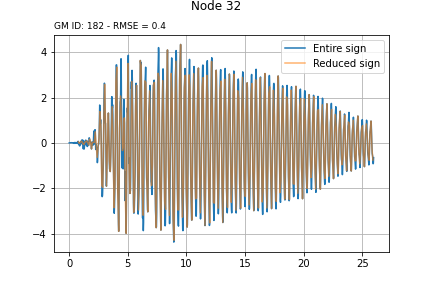 Node 32
GM ID: 182 - RMSE = 0.4
Entire sign
Reduced sign
4
2
0
−2
−4
0 5 10 15 20 25